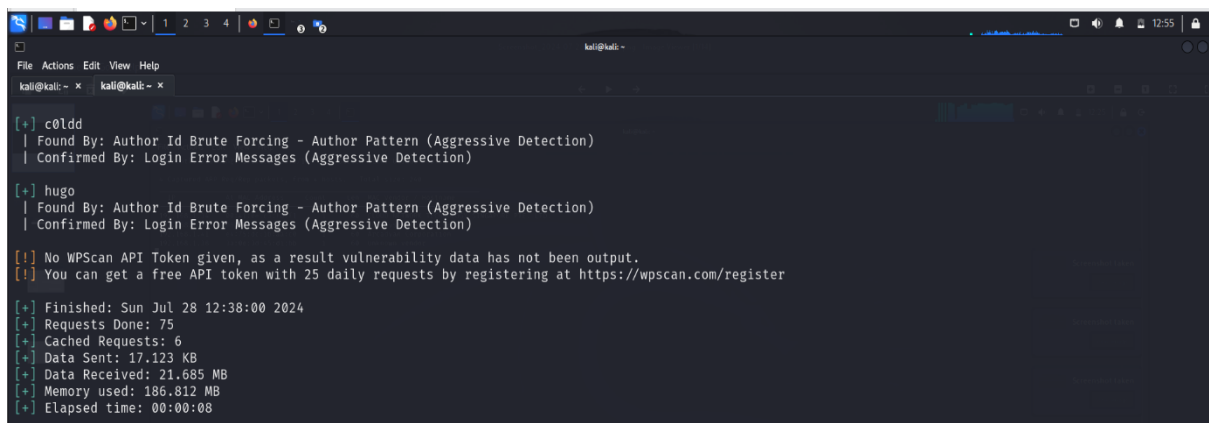 1 2 3 4
12:55
kali@kali: ~
File Actions Edit View Help
kali@kali: ~ × kali@kali: ~ ×
[+] c0ldd
| Found By: Author Id Brute Forcing - Author Pattern (Aggressive Detection)
| Confirmed By: Login Error Messages (Aggressive Detection)
[+] hugo
| Found By: Author Id Brute Forcing - Author Pattern (Aggressive Detection)
| Confirmed By: Login Error Messages (Aggressive Detection)
[!] No WPScan API Token given, as a result vulnerability data has not been output.
[!] You can get a free API token with 25 daily requests by registering at https://wpscan.com/register
[+] Finished: Sun Jul 28 12:38:00 2024
[+] Requests Done: 75
[+] Cached Requests: 6
[+] Data Sent: 17.123 KB
[+] Data Received: 21.685 MB
[+] Memory used: 186.812 MB
[+] Elapsed time: 00:00:08